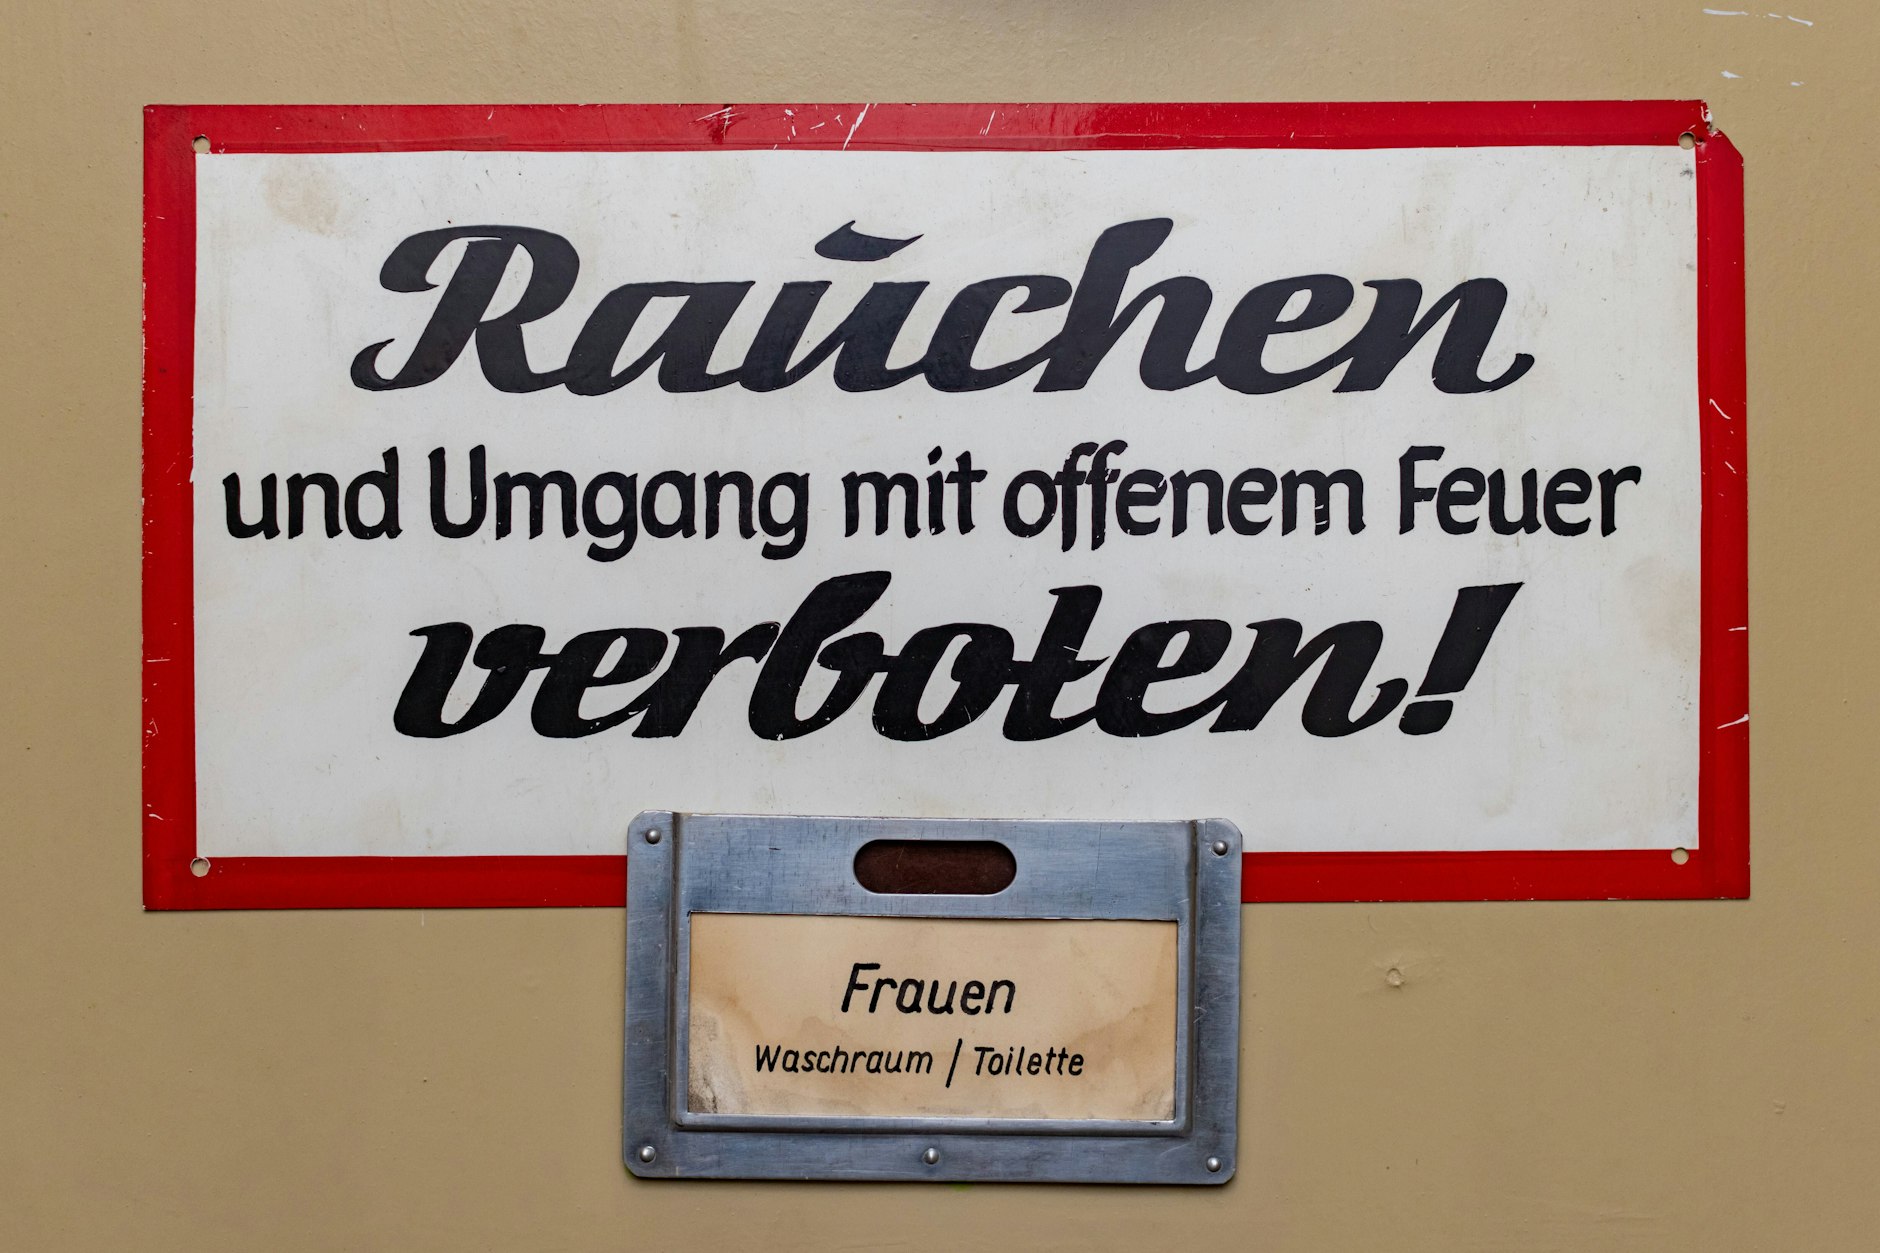 Rauchen
und Umgang mit offenem Feuer
verboten!
Frauen
Waschraum / Toilette